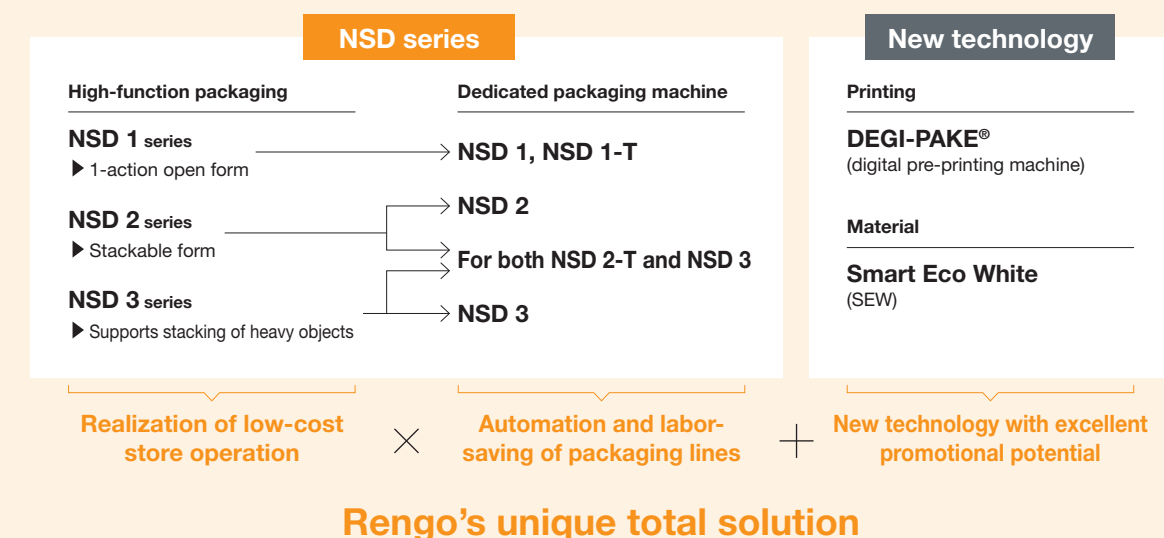 NSD series
High-function packaging
NSD 1 series
▶ 1-action open form
NSD 2 series
▶ Stackable form
NSD 3 series
▶ Supports stacking of heavy objects
Dedicated packaging machine
NSD 1, NSD 1-T
NSD 2
For both NSD 2-T and NSD 3
NSD 3
New technology
Printing
DEGI-PAKE®
(digital pre-printing machine)
Material
Smart Eco White
(SEW)
Realization of low-cost
store operation
×
Automation and labor-
saving of packaging lines
+
New technology with excellent
promotional potential
Rengo's unique total solution